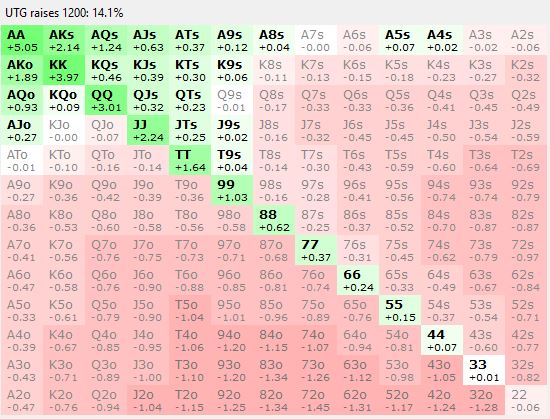 UTG raises 1200: 14.1%
AA AKs AQs AJs ATs A9s A8s A7s A6s A5s A4s A3s A2s
+5.05 +2.14 +1.24 +0.63 +0.37 +0.12 +0.04 -0.00 -0.06 +0.07 +0.02 -0.02 -0.06
AKo KK KQs KJs KTs K9s K8s K7s K6s K5s K4s K3s K2s
+1.89 +3.97 +0.46 +0.39 +0.30 +0.06 -0.11 -0.13 -0.15 -0.18 -0.23 -0.27 -0.32
AQo KQo QQ QJs QTs Q9s Q8s Q7s Q6s Q5s Q4s Q3s Q2s
+0.93 +0.09 +3.01 +0.32 +0.23 -0.01 -0.17 -0.33 -0.33 -0.36 -0.41 -0.45 -0.49
AJo KJo QJo JJ JTs J9s J8s J7s J6s J5s J4s J3s J2s
+0.27 -0.00 -0.07 +2.24 +0.25 +0.02 -0.16 -0.32 -0.45 -0.45 -0.50 -0.54 -0.60
ATo KTo QTo JTo TT T9s T8s T7s T6s T5s T4s T3s T2s
-0.01 -0.10 -0.16 -0.14 +1.64 +0.04 -0.14 -0.30 -0.43 -0.59 -0.60 -0.64 -0.69
A9o K9o Q9o J9o T9o 99 98s 97s 96s 95s 94s 93s 92s
-0.27 -0.36 -0.42 -0.39 -0.36 +1.03 -0.16 -0.28 -0.41 -0.56 -0.74 -0.74 -0.79
A8o K8o Q8o J8o T8o 98o 88 87s 86s 85s 84s 83s 82s
-0.36 -0.53 -0.60 -0.58 -0.56 -0.58 +0.62 -0.25 -0.37 -0.52 -0.69 -0.87 -0.87
A7o K7o Q7o J7o T7o 97o 87o 77 76s 75s 74s 73s 72s
-0.41 -0.56 -0.76 -0.75 -0.73 -0.71 -0.68 +0.37 -0.31 -0.45 -0.62 -0.79 -0.97
A6o K6o Q6o J6o T6o 96o 86o 76o 66 65s 64s 63s 62s
-0.47 -0.58 -0.76 -0.90 -0.88 -0.85 -0.81 -0.74 +0.24 -0.33 -0.49 -0.67 -0.84
A5o K5o Q5o J5o T5o 95o 85o 75o 65o 55 54s 53s 52s
-0.33 -0.61 -0.79 -0.90 -1.04 -1.01 -0.96 -0.89 -0.76 +0.15 -0.37 -0.54 -0.71
A4o K4o Q4o J4o T4o 94o 84o 74o 64o 54o 44 43s 42s
-0.39 -0.67 -0.85 -0.95 -1.06 -1.20 -1.15 -1.07 -0.94 -0.81 +0.07 -0.60 -0.77
A3o K3o Q3o J3o T3o 93o 83o 73o 63o 53o 43o 33 32s
-0.43 -0.71 -0.89 -1.00 -1.10 -1.20 -1.34 -1.26 -1.12 -0.98 -1.05 +0.01 -0.82
A2o K2o Q2o J2o T2o 92o 82o 72o 62o 52o 42o 32o 22
-0.47 -0.76 -0.94 -1.04 -1.15 -1.25 -1.34 -1.45 -1.31 -1.17 -1.24 -1.28 -0.06